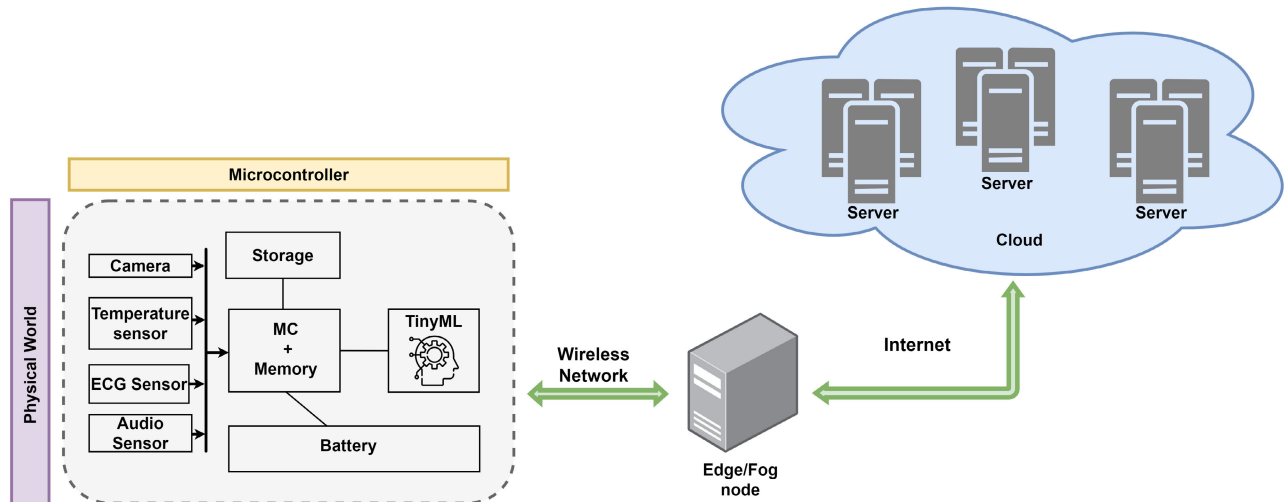 Microcontroller
Physical World
Camera
Temperature
sensor
ECG Sensor
Audio
Sensor
Storage
MC
+
Memory
TinyML
Battery
Wireless
Network
Edge/Fog
node
Internet
Server
Server
Server
Cloud